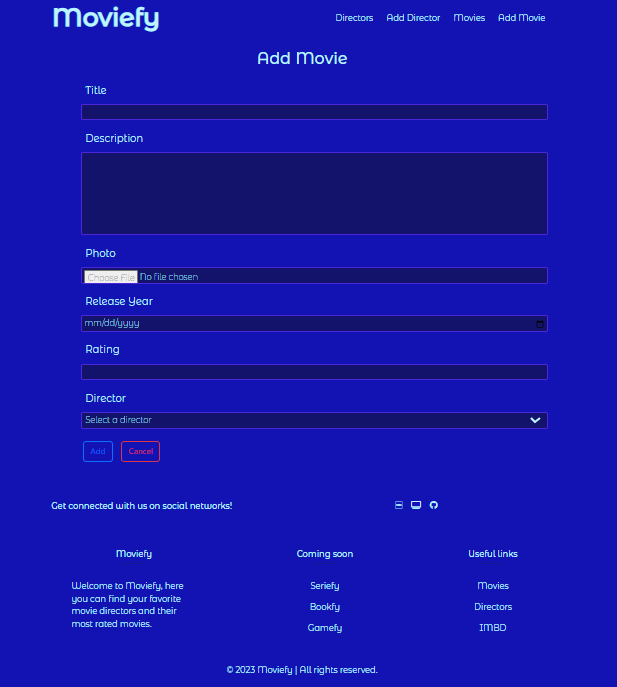 Moviefy
Directors Add Director Movies Add Movie
Add Movie
Title
Description
Photo
Choose File No file chosen
Release Year
mm/dd/yyyy
Rating
Director
Select a director
Add Cancel
Get connected with us on social networks!
Moviefy
Welcome to Moviefy, here
you can find your favorite
movie directors and their
most rated movies.
Coming soon
Seriefy
Bookfy
Gamefy
Useful links
Movies
Directors
IMBD
© 2023 Moviefy | All rights reserved.